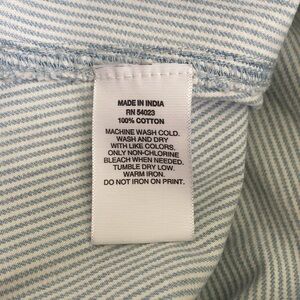 MADE IN INDIA
RN 54023
100% COTTON
MACHINE WASH COLD.
WASH AND DRY
WITH LIKE COLORS.
ONLY NON-CHLORINE
BLEACH WHEN NEEDED.
TUMBLE DRY LOW.
WARM IRON.
DO NOT IRON ON PRINT.